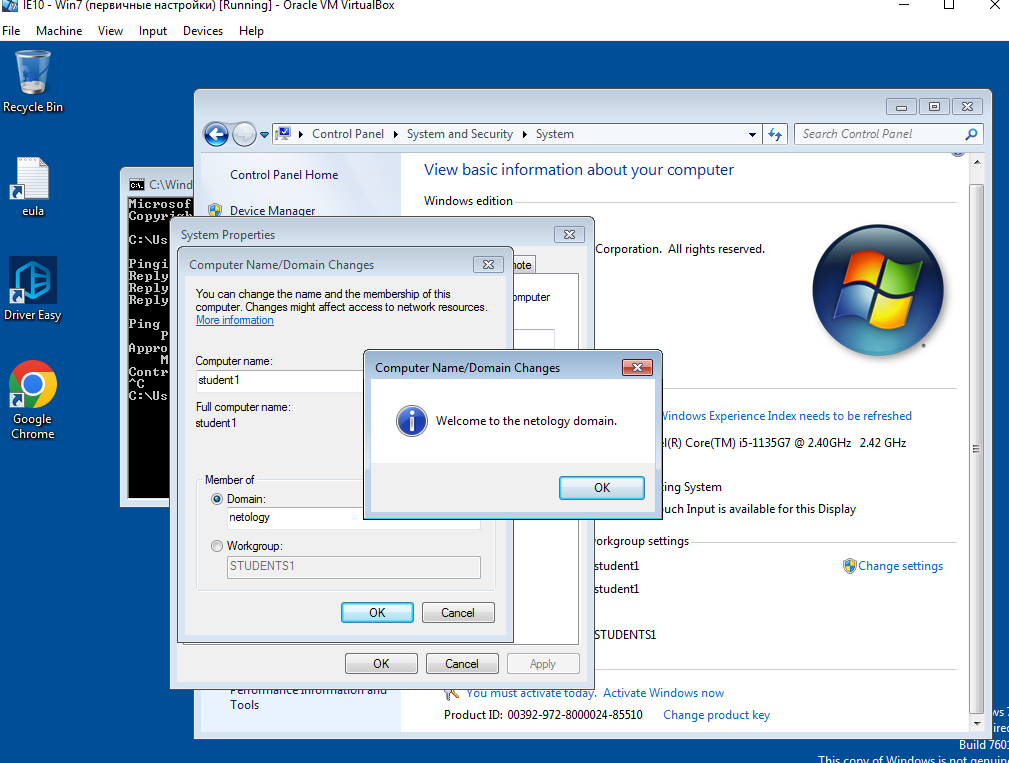 IE10 - Win7 (первичные настройки) [Running] - Oracle VM VirtualBox
File Machine View Input Devices Help
Recycle Bin
eula
Driver Easy
Google
Chrome
C:\Wind
Microsof
Copyrigh
C:\Us
Pingi
Reply
Reply
Reply
Ping
P
Appro
M
Contr
^C
C:\Us
Control Panel System and Security System
Search Control Panel
Control Panel Home
Device Manager
Performance Information and
Tools
View basic information about your computer
Windows edition
Corporation. All rights reserved.
Windows Experience Index needs to be refreshed
l(R) Core(TM) i5-1135G7 @ 2.40GHz 2.42 GHz
ing System
ouch Input is available for this Display
orkgroup settings
student1
Change settings
student1
STUDENTS1
You must activate today. Activate Windows now
Product ID: 00392-972-8000024-85510 Change product key
System Properties
mote
omputer
OK Cancel Apply
Computer Name/Domain Changes
You can change the name and the membership of this
computer. Changes might affect access to network resources.
More information
Computer name:
student1
Full computer name:
student1
Member of
Domain:
netology
Workgroup:
STUDENTS1
OK Cancel
Computer Name/Domain Changes
Welcome to the netology domain.
OK
ws 7
Build 7601
This copy of Windows is not genuin